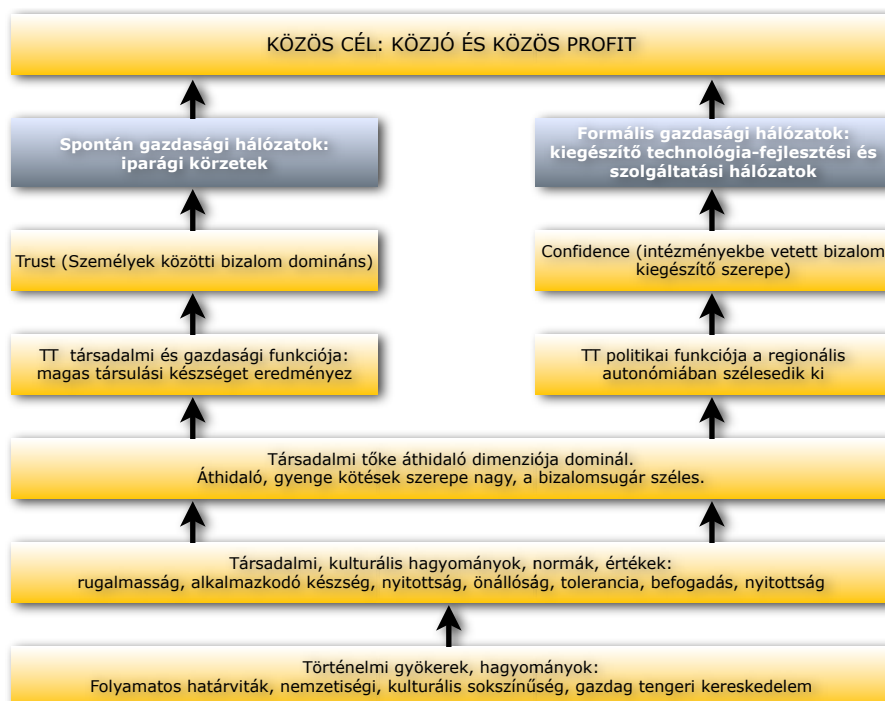 KÖZÖS CÉL: KÖZJÓ ÉS KÖZÖS PROFIT
Spontán gazdasági hálózatok:
iparági körzetek
Formális gazdasági hálózatok:
kiegészítő technológia-fejlesztési és
szolgáltatási hálózatok
Trust (Személyek közötti bizalom domináns)
Confidence (intézményekbe vetett bizalom
kiegészítő szerepe)
TT társadalmi és gazdasági funkciója:
magas társulási készséget eredményez
TT politikai funkciója a regionális
autonómiában szélesedik ki
Társadalmi tőke áthidaló dimenziója dominál.
Áthidaló, gyenge kötések szerepe nagy, a bizalomsugár széles.
Társadalmi, kulturális hagyományok, normák, értékek:
rugalmasság, alkalmazkodó készség, nyitottság, önállóság, tolerancia, befogadás, nyitottság
Történelmi gyökerek, hagyományok:
Folyamatos határviták, nemzetiségi, kulturális sokszínűség, gazdag tengeri kereskedelem